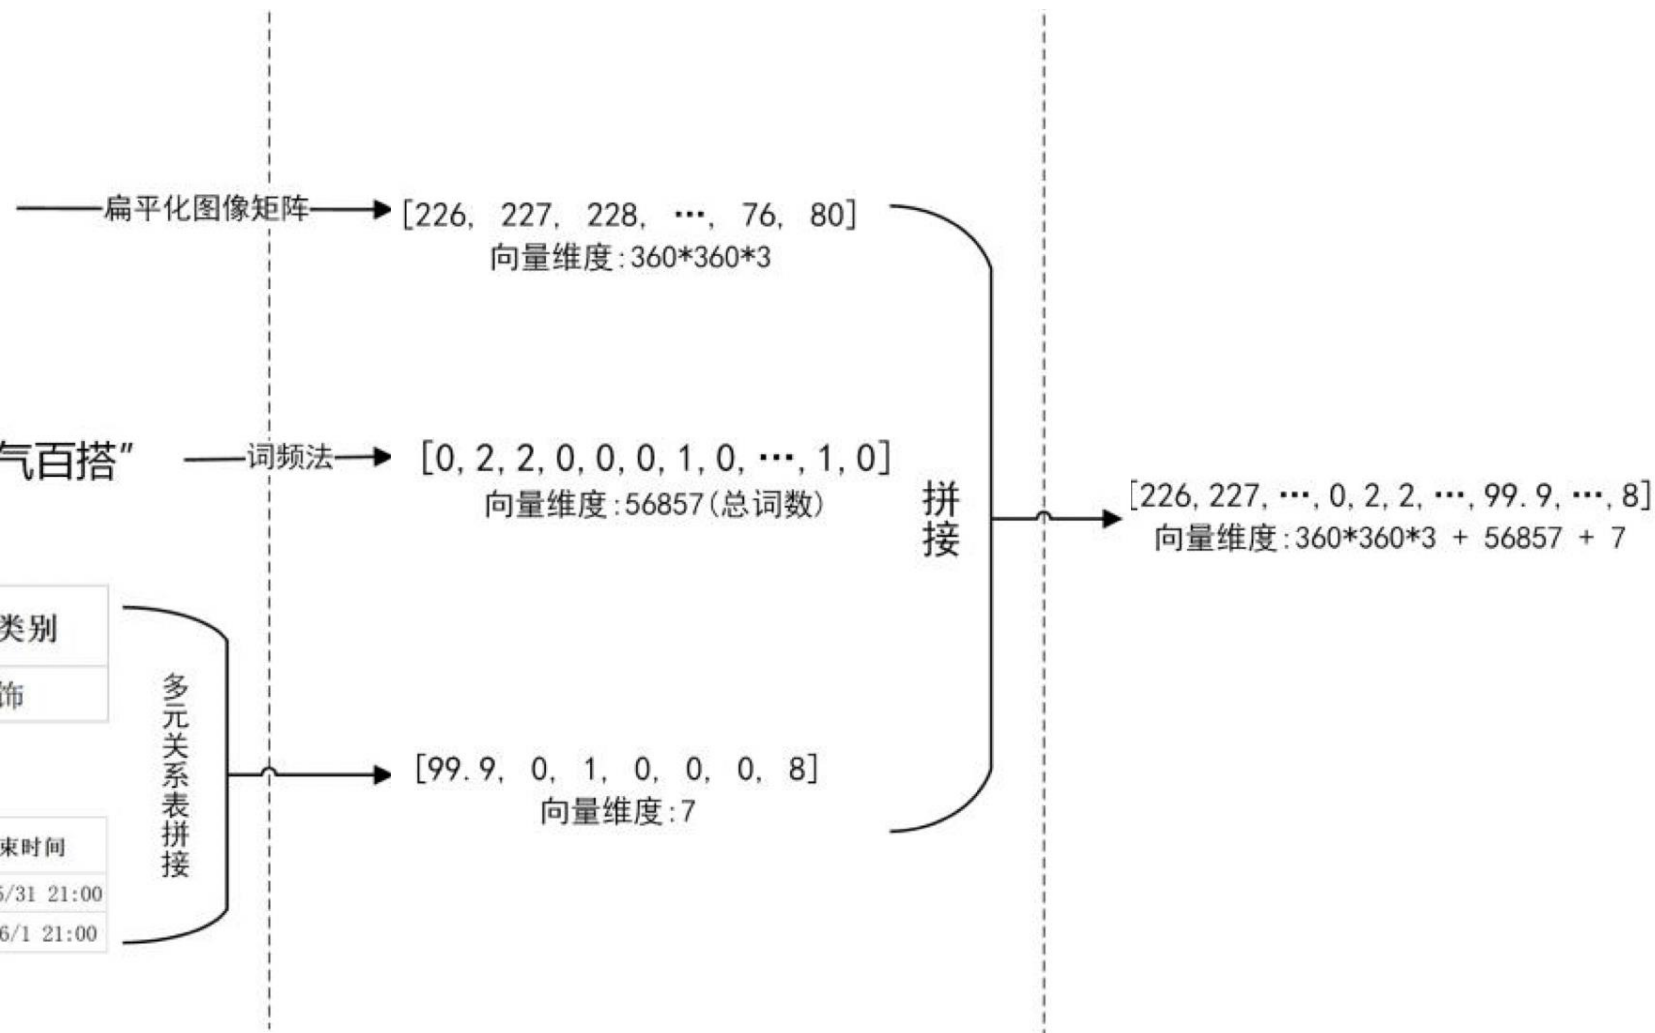 扁平化图像矩阵
[226, 227, 228, …, 76, 80]
向量维度:360*360*3
气百搭”
词频法
[0,2,2,0,0,0,1,0,…,1,0]
向量维度:56857(总词数)
拼接
[226,227,…,0,2,2,…,99.9,…,8]
向量维度:360*360*3 + 56857 + 7
类别
饰
多元关系表拼接
[99.9, 0, 1, 0, 0, 0, 8]
向量维度:7
束时间
5/31 21:00
6/1 21:00